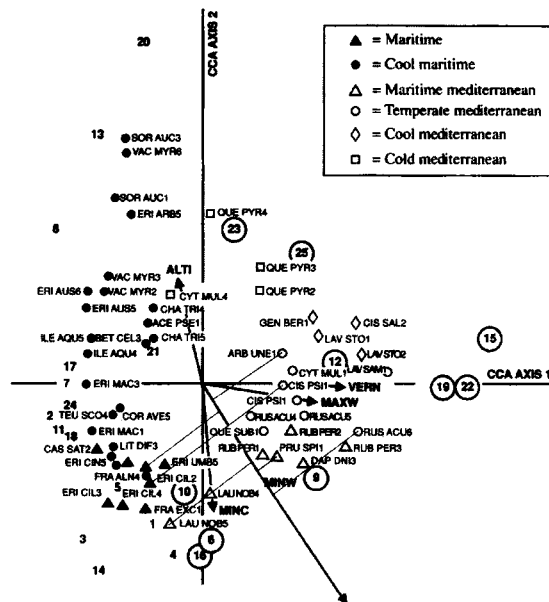 20
CCA AXIS 2
▲ = Maritime
● = Cool maritime
△ = Maritime mediterranean
○ = Temperate mediterranean
◇ = Cool mediterranean
□ = Cold mediterranean
13
SOR AUC3
VAC MYR6
SOR AUC1
ERI ARB5
QUE PYR4
8
23
25
ALTI
QUE PYR3
VAC MYR3
ERI AUS6
VAC MYR2
CYT MUL4
QUE PYR2
ERI AUS5
CHA TRI4
ACE PSE1
GEN BER1
CIS SAL2
ILE AQU5
BET CEL3
CHA TRI5
LAV STO1
15
ILE AQU4
21
ARB UNE1
LAV STO2
17
12
CYT MUL1
LAV SAM1
7
ERI MAC3
CIS PSI1
VERN
19
22
CCA AXIS 1
24
CIS PSI1
MAXW
2
TEU SCO4
COR AVE5
RUS ACU4
RUS ACU5
11
ERI MAC1
QUE SUB1
RUB PER2
RUS ACU6
18
CAS SAT2
LIT DIF3
RUB PER1
PRU SPI1
RUB PER3
ERI CIN5
ERI UMB5
DAP DNI3
FRA ALN4
ERI CIL2
MINW
9
5
ERI CIL3
ERI CIL4
10
LAU NOB4
FRA EXC1
MINC
1
LAU NOB5
3
4
6
16
14